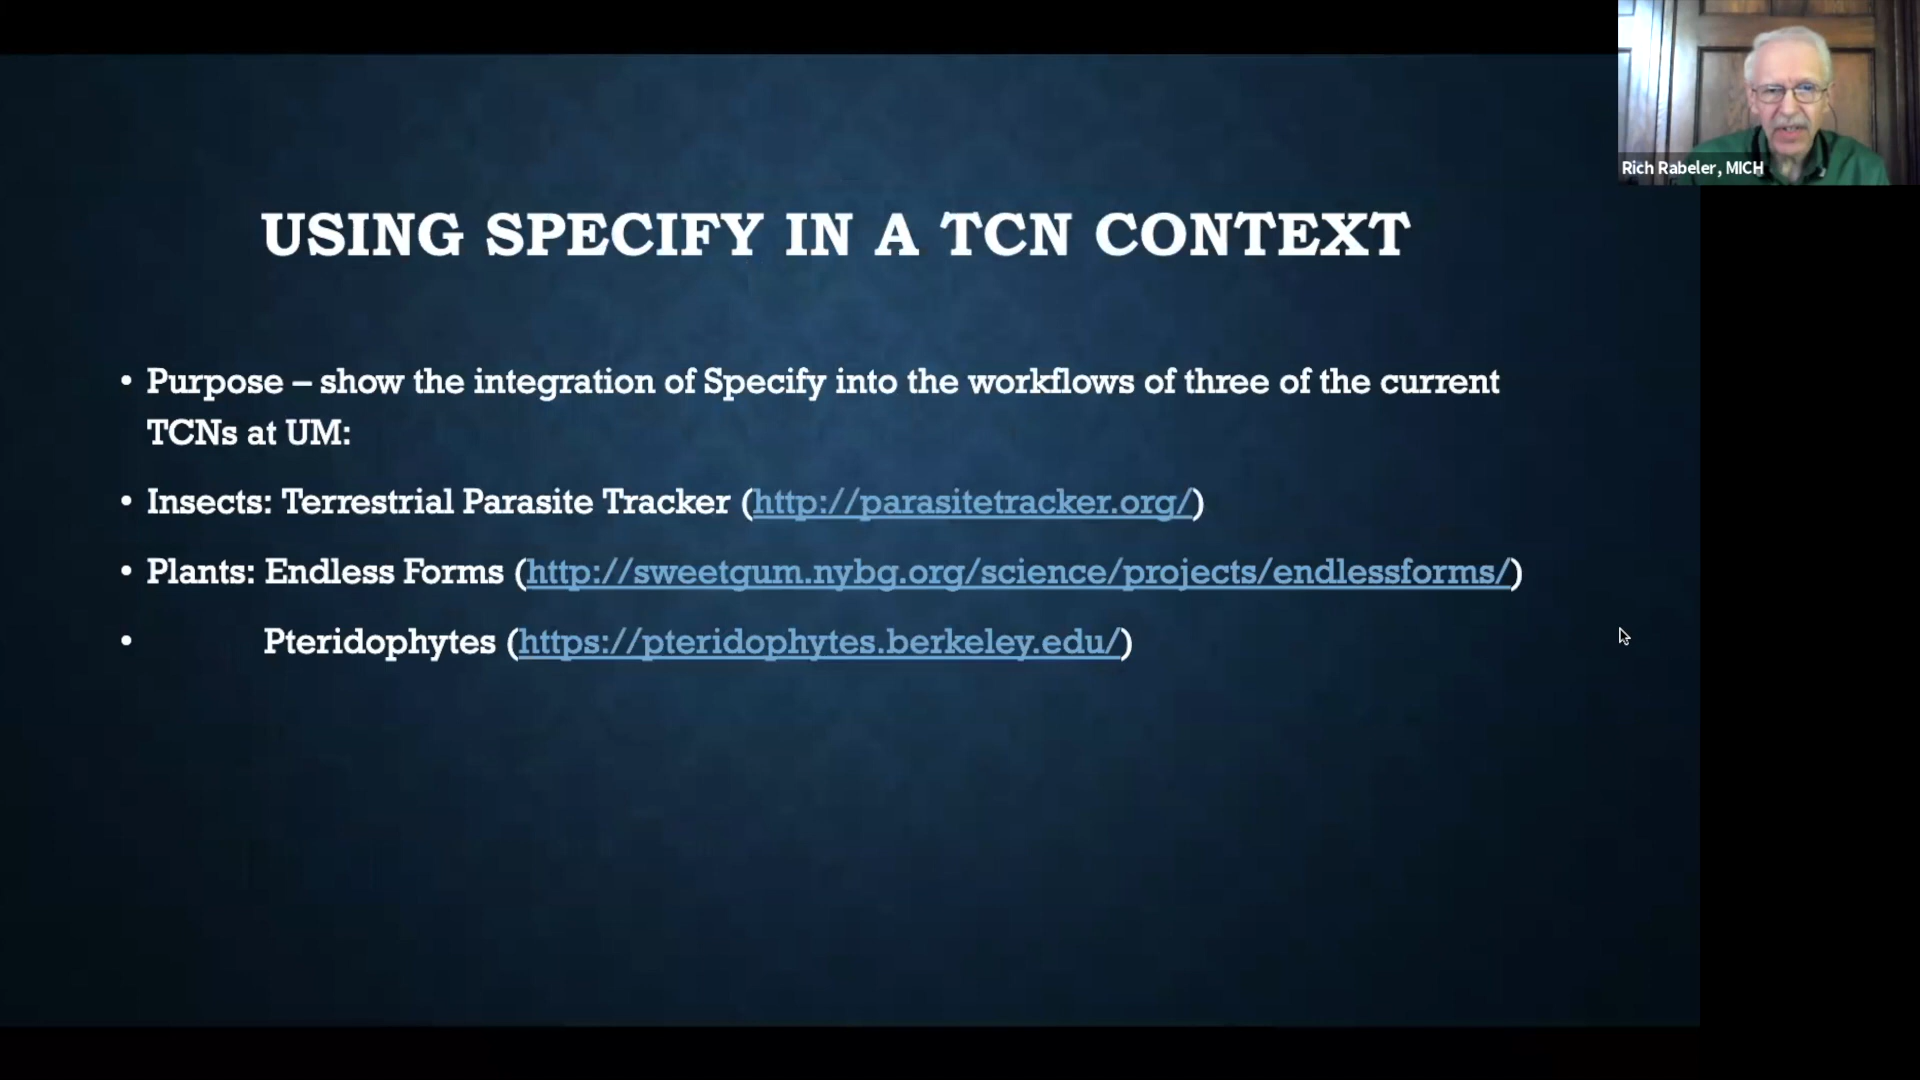 Rich Rabeler, MICH
USING SPECIFY IN A TCN CONTEXT
• Purpose – show the integration of Specify into the workflows of three of the current
TCNs at UM:
• Insects: Terrestrial Parasite Tracker (http://parasitetracker.org/)
• Plants: Endless Forms (http://sweetgum.nybg.org/science/projects/endlessforms/)
• Pteridophytes (https://pteridophytes.berkeley.edu/)